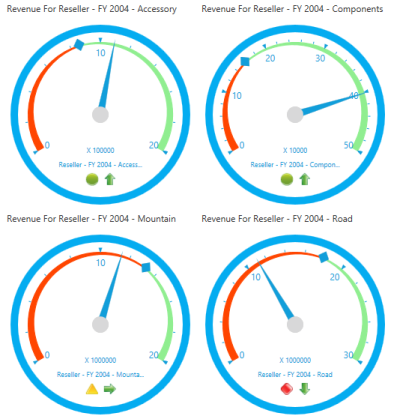 Revenue For Reseller - FY 2004 - Accessory
10
0
20
X 100000
Reseller - FY 2004 - Access...
Revenue For Reseller - FY 2004 - Components
20
30
10
40
0
50
X 100000
Reseller - FY 2004 - Compon...
Revenue For Reseller - FY 2004 - Mountain
10
0
20
X 1000000
Reseller - FY 2004 - Mounta...
Revenue For Reseller - FY 2004 - Road
10
20
0
30
X 1000000
Reseller - FY 2004 - Road